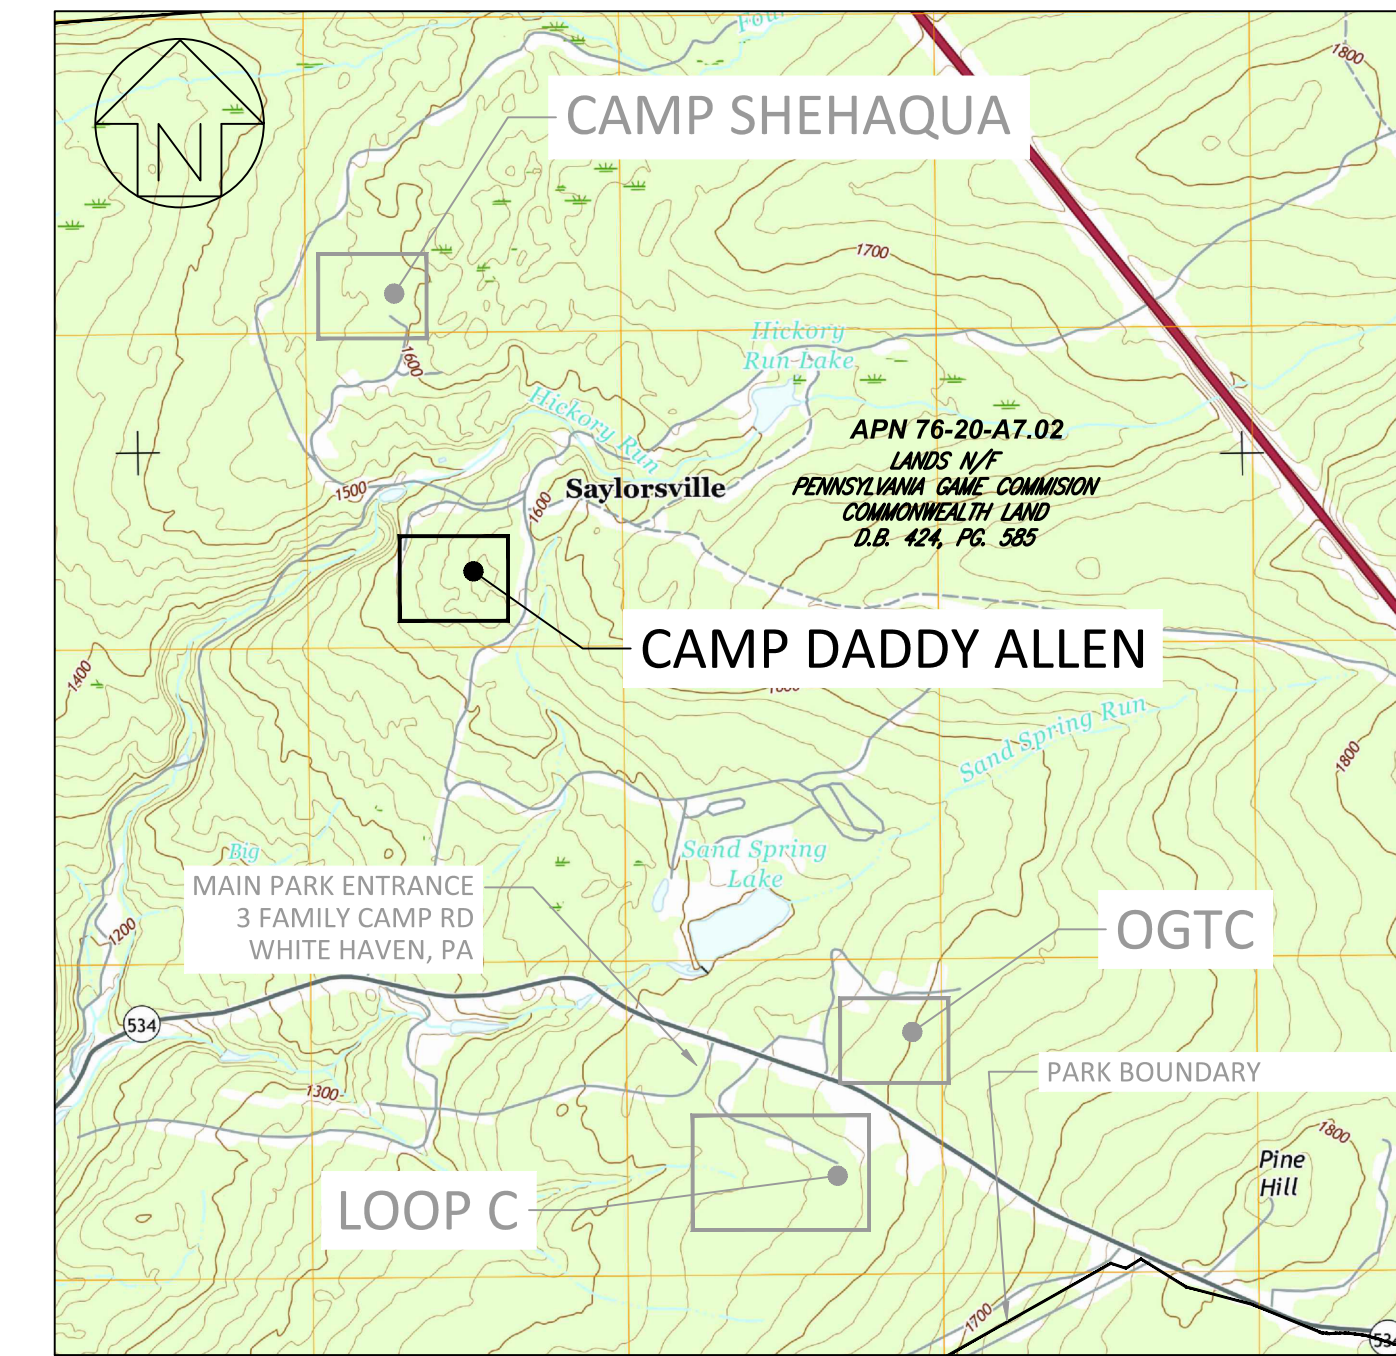 Four
1800
N
CAMP SHEHAQUA
1700
Hickory
Run Lake
1600
Hickory Run
APN 76-20-A7.02
LANDS N/F
PENNSYLVANIA GAME COMMISION
COMMONWEALTH LAND
D.B. 424, PG. 585
1500
Saylorsville
1600
CAMP DADDY ALLEN
1400
Sand Spring Run
1800
Big
Sand Spring
Lake
MAIN PARK ENTRANCE
3 FAMILY CAMP RD
WHITE HAVEN, PA
OGTC
1200
534
PARK BOUNDARY
1300
1800
Pine
Hill
LOOP C
1700
534